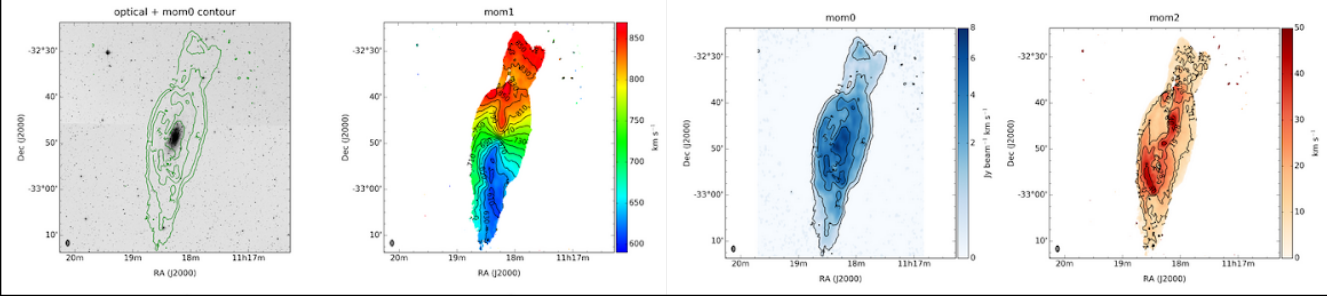 optical + mom0 contour
-32°30'
40'
50'
-33°00'
10'
Dec (J2000)
20m 19m 18m 11h17m
RA (J2000)
mom1
-32°30'
40'
50'
-33°00'
10'
Dec (J2000)
20m 19m 18m 11h17m
RA (J2000)
850
800
750
700
650
600
km s⁻¹
mom0
-32°30'
40'
50'
-33°00'
10'
Dec (J2000)
20m 19m 18m 11h17m
RA (J2000)
8
6
4
2
0
Jy beam⁻¹ km s⁻¹
mom2
-32°30'
40'
50'
-33°00'
10'
Dec (J2000)
20m 19m 18m 11h17m
RA (J2000)
50
40
30
20
10
0
km s⁻¹